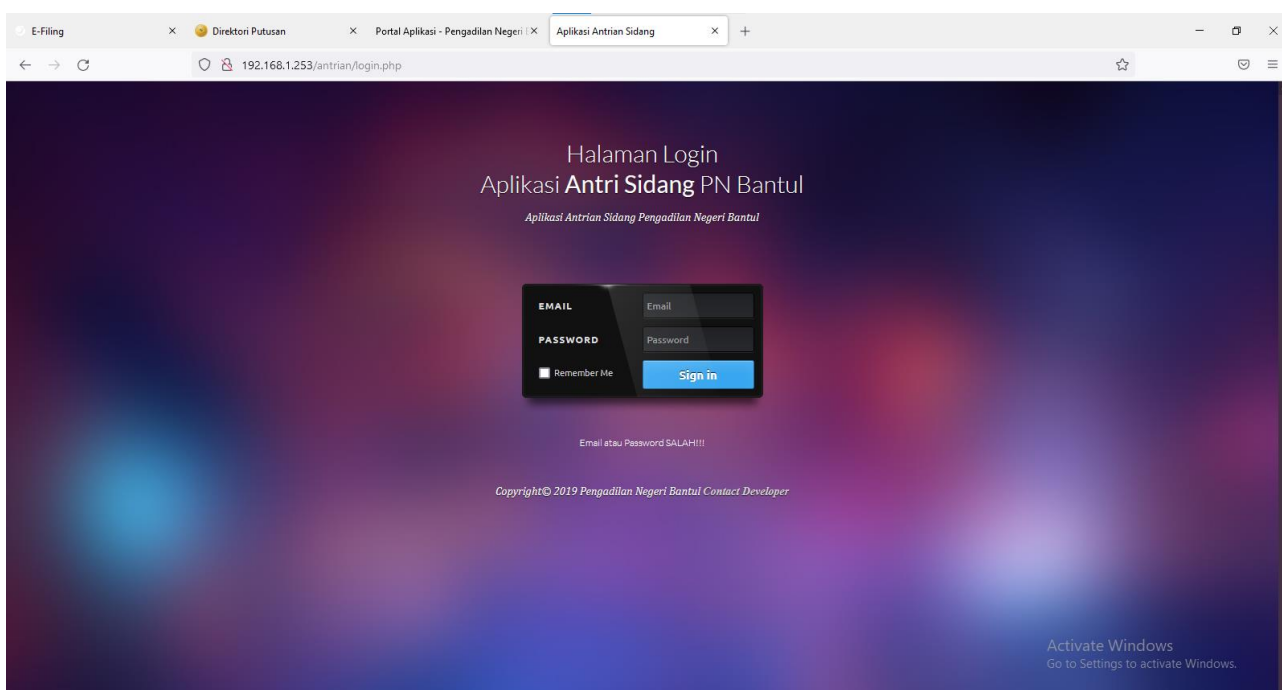 E-Filing
Direktori Putusan
Portal Aplikasi - Pengadilan Negeri
Aplikasi Antrian Sidang
192.168.1.253/antrian/login.php
Halaman Login
Aplikasi Antri Sidang PN Bantul
Aplikasi Antrian Sidang Pengadilan Negeri Bantul
EMAIL Email
PASSWORD Password
Remember Me Sign in
Email atau Password SALAH!!!
Copyright© 2019 Pengadilan Negeri Bantul Contact Developer
Activate Windows
Go to Settings to activate Windows.